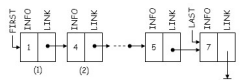 FIRST INFO LINK INFO LINK INFO LINK LAST INFO LINK
1 4 5 7
(1) (2)